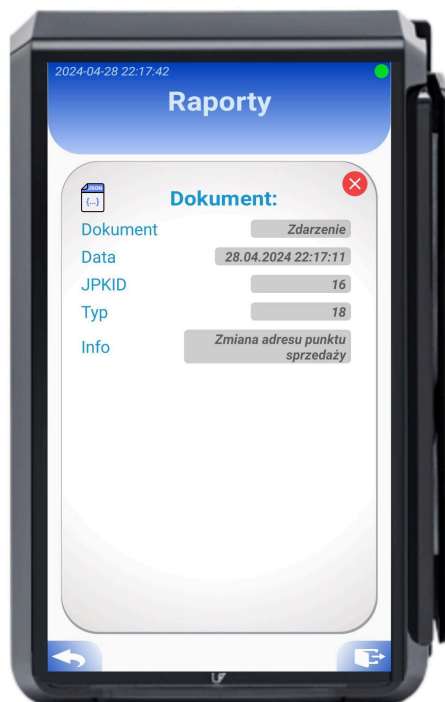 2024-04-28 22:17:42
Raporty
JSON
{...}
Dokument:
Dokument Zdarzenie
Data 28.04.2024 22:17:11
JPKID 16
Typ 18
Info Zmiana adresu punktu
sprzedaży